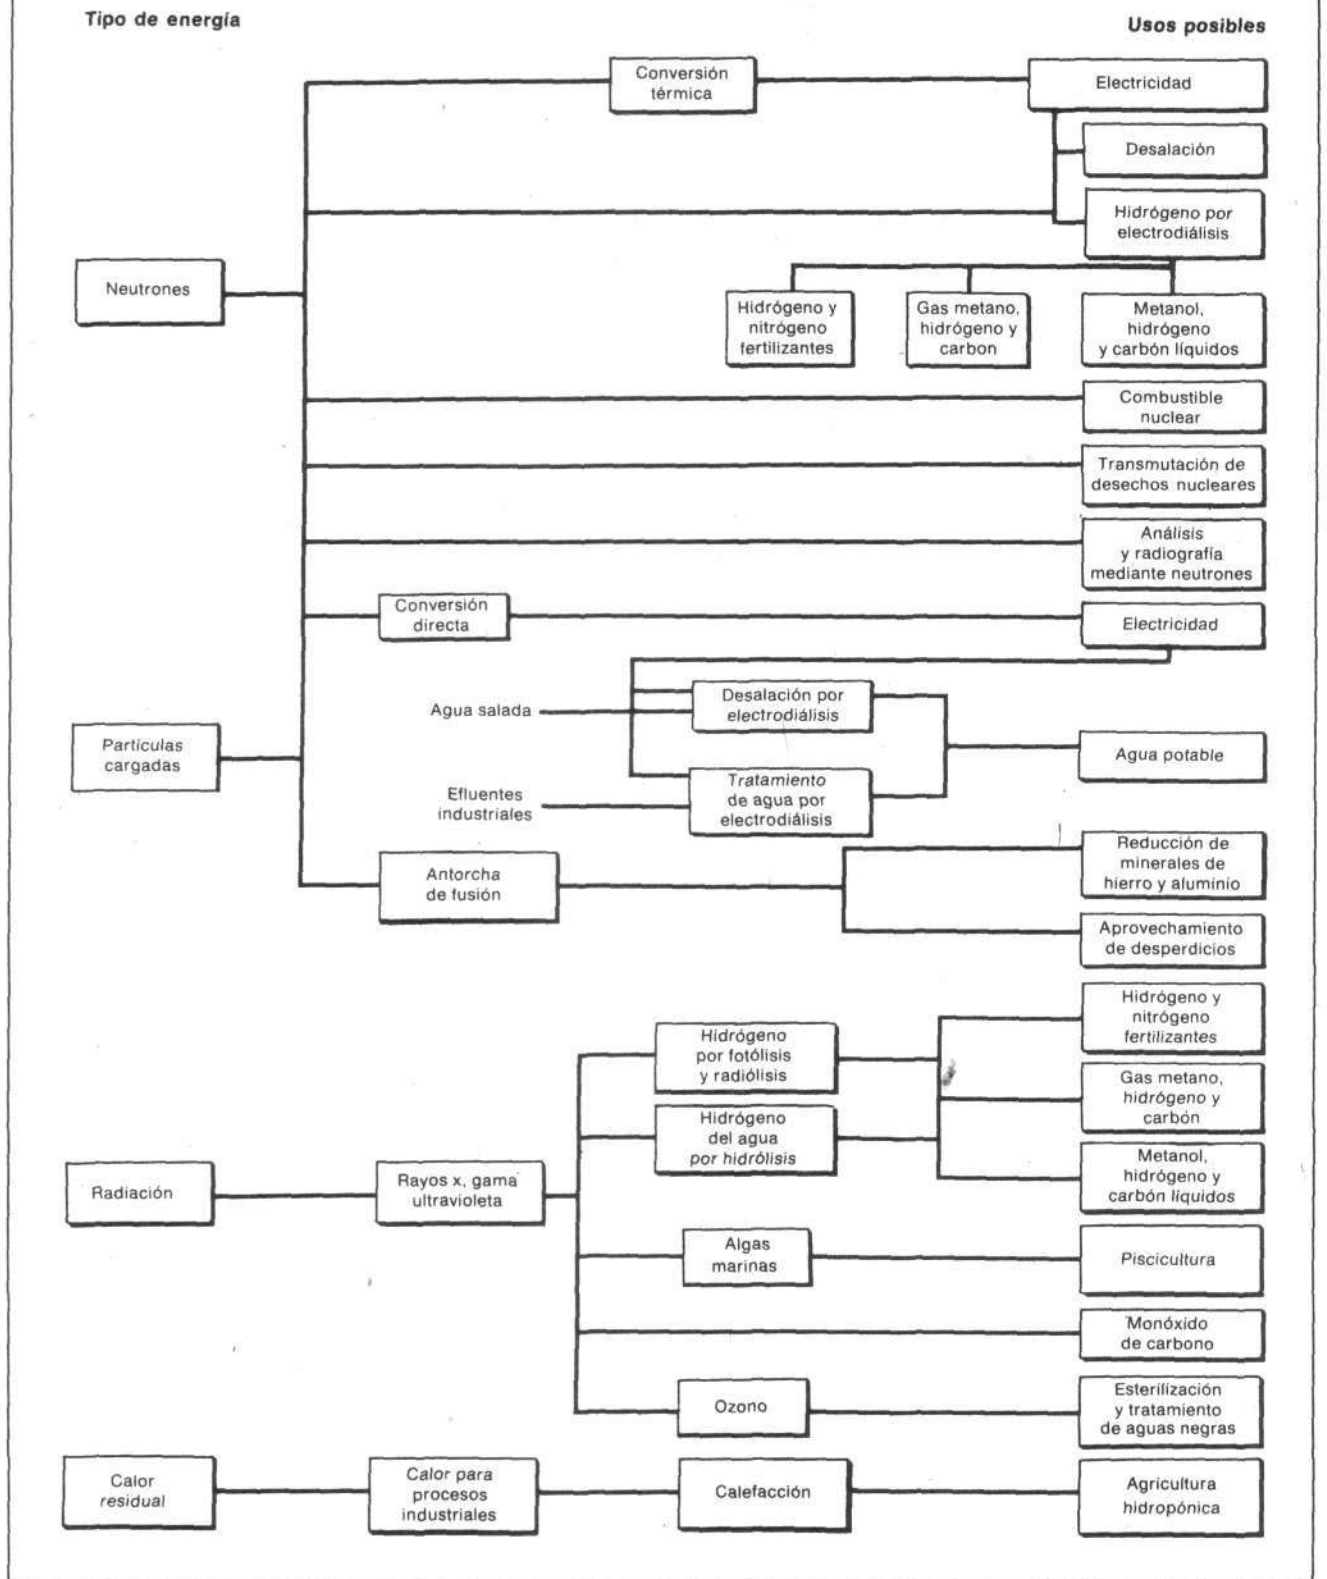 Tipo de energía
Usos posibles
Conversión
térmica
Electricidad
Desalación
Hidrógeno por
electrodiálisis
Neutrones
Hidrógeno y
nitrógeno
fertilizantes
Gas metano,
hidrógeno y
carbon
Metanol,
hidrógeno
y carbón líquidos
Combustible
nuclear
Transmutación de
desechos nucleares
Análisis
y radiografía
mediante neutrones
Conversión
directa
Electricidad
Agua salada
Desalación por
electrodiálisis
Partículas
cargadas
Agua potable
Efluentes
industriales
Tratamiento
de agua por
electrodiálisis
Antorcha
de fusión
Reducción de
minerales de
hierro y aluminio
Aprovechamiento
de desperdicios
Hidrógeno y
nitrógeno
fertilizantes
Hidrógeno
por fotólisis
y radiólisis
Gas metano,
hidrógeno y
carbón
Hidrógeno
del agua
por hidrólisis
Metanol,
hidrógeno y
carbón líquidos
Radiación
Rayos x, gama
ultravioleta
Algas
marinas
Piscicultura
Monóxido
de carbono
Ozono
Esterilización
y tratamiento
de aguas negras
Calor
residual
Calor para
procesos
industriales
Calefacción
Agricultura
hidropónica